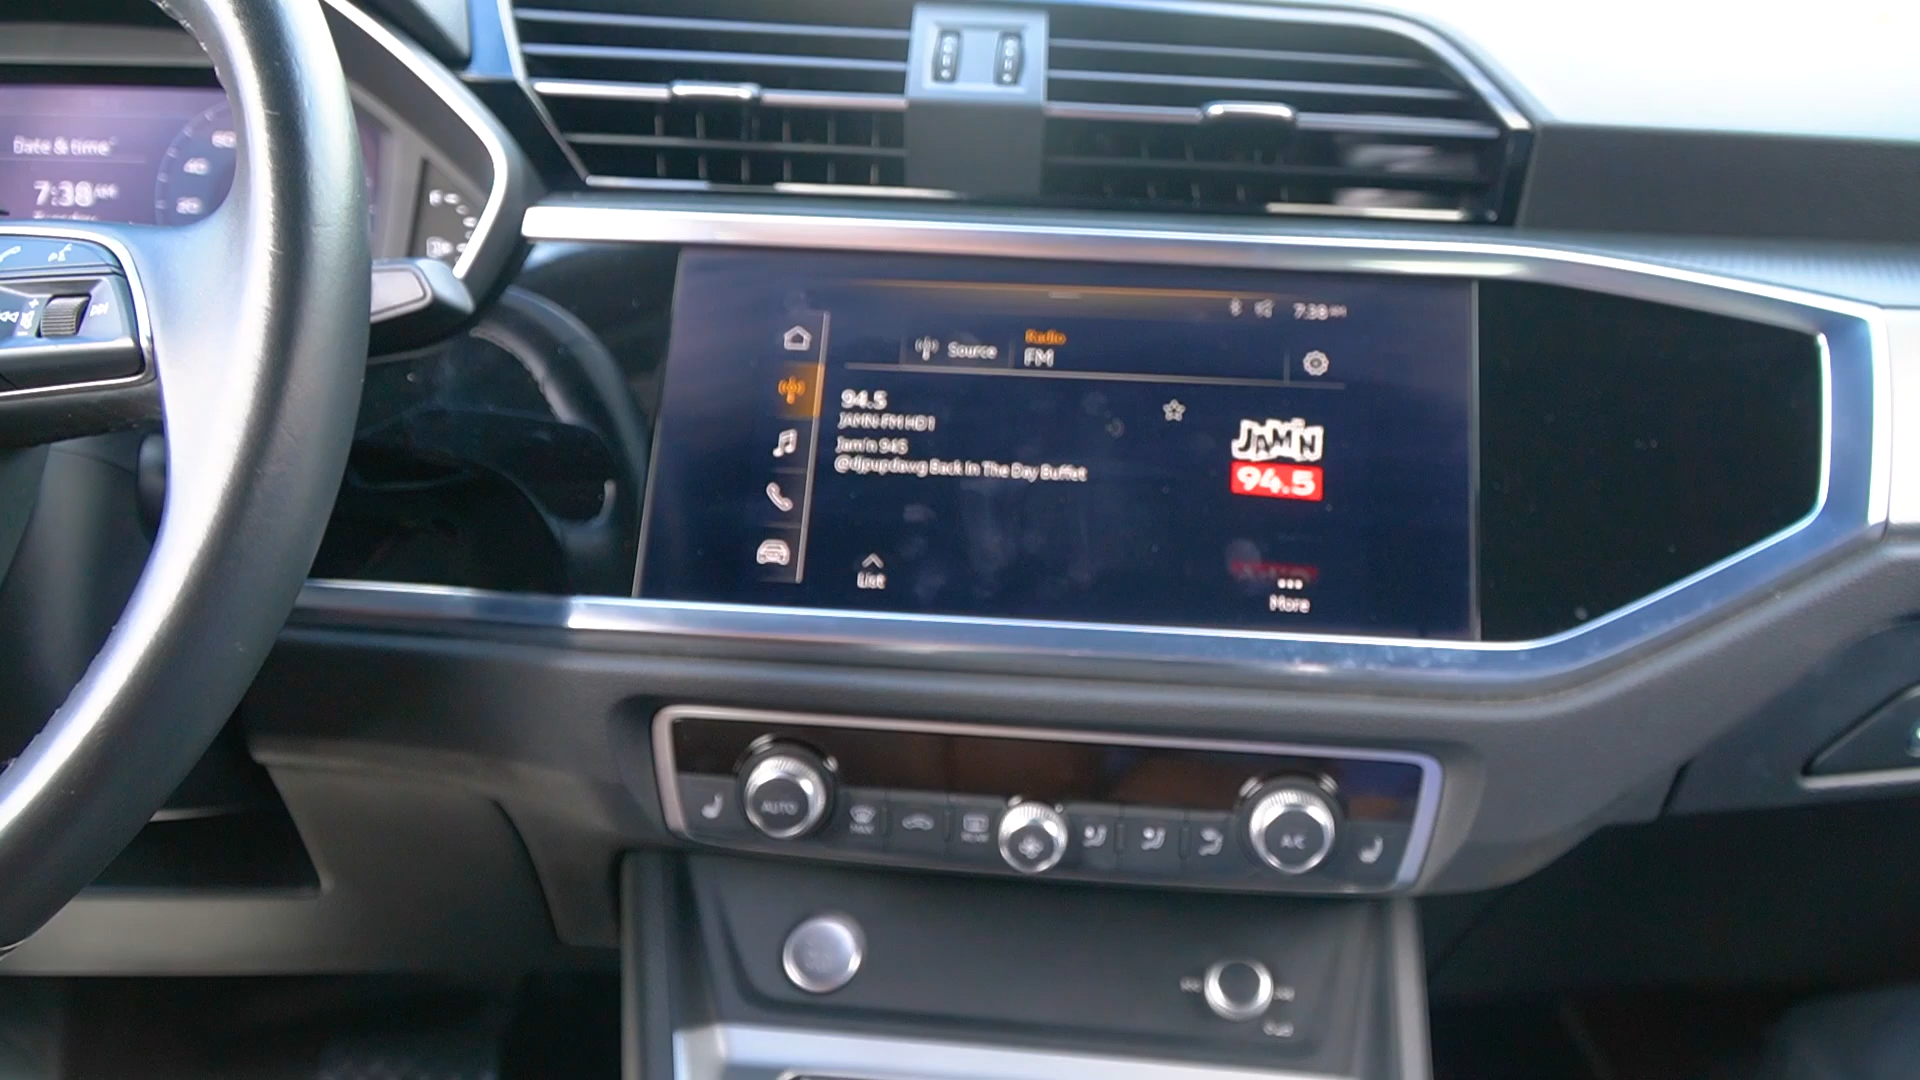 Date & time
7:38
7:38
Radio
Source
FM
94.5
JAMN-FM HD1
Jam'n 945
@djpupdawg Back In The Day Buffet
JAM'N
94.5
List
More
AUTO
A/C